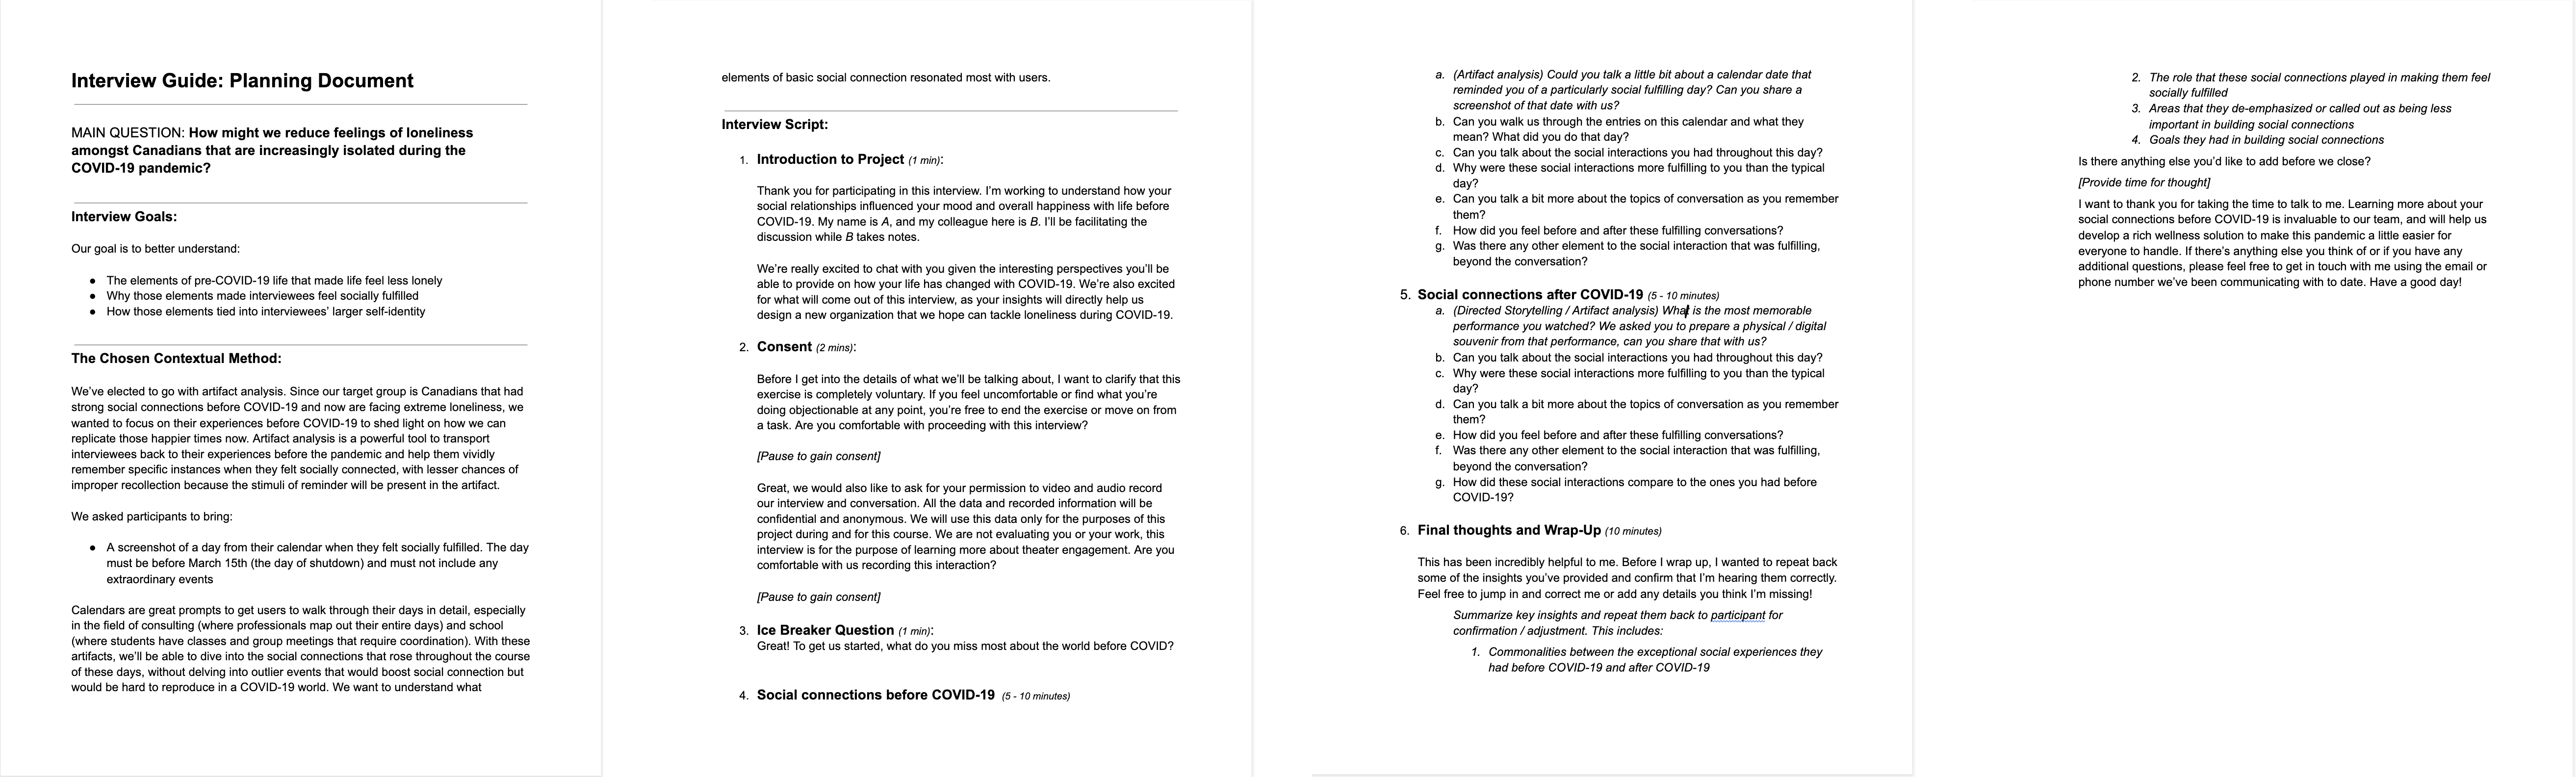 Interview Guide: Planning Document
MAIN QUESTION: How might we reduce feelings of loneliness
amongst Canadians that are increasingly isolated during the
COVID-19 pandemic?
Interview Goals:
Our goal is to better understand:
● The elements of pre-COVID-19 life that made life feel less lonely
● Why those elements made interviewees feel socially fulfilled
● How those elements tied into interviewees’ larger self-identity
The Chosen Contextual Method:
We’ve elected to go with artifact analysis. Since our target group is Canadians that had
strong social connections before COVID-19 and now are facing extreme loneliness, we
wanted to focus on their experiences before COVID-19 to shed light on how we can
replicate those happier times now. Artifact analysis is a powerful tool to transport
interviewees back to their experiences before the pandemic and help them vividly
remember specific instances when they felt socially connected, with lesser chances of
improper recollection because the stimuli of reminder will be present in the artifact.
We asked participants to bring:
● A screenshot of a day from their calendar when they felt socially fulfilled. The day
must be before March 15th (the day of shutdown) and must not include any
extraordinary events
Calendars are great prompts to get users to walk through their days in detail, especially
in the field of consulting (where professionals map out their entire days) and school
(where students have classes and group meetings that require coordination). With these
artifacts, we’ll be able to dive into the social connections that rose throughout the course
of these days, without delving into outlier events that would boost social connection but
would be hard to reproduce in a COVID-19 world. We want to understand what
elements of basic social connection resonated most with users.
Interview Script:
1. Introduction to Project (1 min):
Thank you for participating in this interview. I’m working to understand how your
social relationships influenced your mood and overall happiness with life before
COVID-19. My name is A, and my colleague here is B. I’ll be facilitating the
discussion while B takes notes.
We’re really excited to chat with you given the interesting perspectives you’ll be
able to provide on how your life has changed with COVID-19. We’re also excited
for what will come out of this interview, as your insights will directly help us
design a new organization that we hope can tackle loneliness during COVID-19.
2. Consent (2 mins):
Before I get into the details of what we’ll be talking about, I want to clarify that this
exercise is completely voluntary. If you feel uncomfortable or find what you’re
doing objectionable at any point, you’re free to end the exercise or move on from
a task. Are you comfortable with proceeding with this interview?
[Pause to gain consent]
Great, we would also like to ask for your permission to video and audio record
our interview and conversation. All the data and recorded information will be
confidential and anonymous. We will use this data only for the purposes of this
project during and for this course. We are not evaluating you or your work, this
interview is for the purpose of learning more about theater engagement. Are you
comfortable with us recording this interaction?
[Pause to gain consent]
3. Ice Breaker Question (1 min):
Great! To get us started, what do you miss most about the world before COVID?
4. Social connections before COVID-19 (5 - 10 minutes)
a. (Artifact analysis) Could you talk a little bit about a calendar date that
reminded you of a particularly social fulfilling day? Can you share a
screenshot of that date with us?
b. Can you walk us through the entries on this calendar and what they
mean? What did you do that day?
c. Can you talk about the social interactions you had throughout this day?
d. Why were these social interactions more fulfilling to you than the typical
day?
e. Can you talk a bit more about the topics of conversation as you remember
them?
f. How did you feel before and after these fulfilling conversations?
g. Was there any other element to the social interaction that was fulfilling,
beyond the conversation?
5. Social connections after COVID-19 (5 - 10 minutes)
a. (Directed Storytelling / Artifact analysis) What is the most memorable
performance you watched? We asked you to prepare a physical / digital
souvenir from that performance, can you share that with us?
b. Can you talk about the social interactions you had throughout this day?
c. Why were these social interactions more fulfilling to you than the typical
day?
d. Can you talk a bit more about the topics of conversation as you remember
them?
e. How did you feel before and after these fulfilling conversations?
f. Was there any other element to the social interaction that was fulfilling,
beyond the conversation?
g. How did these social interactions compare to the ones you had before
COVID-19?
6. Final thoughts and Wrap-Up (10 minutes)
This has been incredibly helpful to me. Before I wrap up, I wanted to repeat back
some of the insights you’ve provided and confirm that I’m hearing them correctly.
Feel free to jump in and correct me or add any details you think I’m missing!
Summarize key insights and repeat them back to participant for
confirmation / adjustment. This includes:
1. Commonalities between the exceptional social experiences they
had before COVID-19 and after COVID-19
2. The role that these social connections played in making them feel
socially fulfilled
3. Areas that they de-emphasized or called out as being less
important in building social connections
4. Goals they had in building social connections
Is there anything else you’d like to add before we close?
[Provide time for thought]
I want to thank you for taking the time to talk to me. Learning more about your
social connections before COVID-19 is invaluable to our team, and will help us
develop a rich wellness solution to make this pandemic a little easier for
everyone to handle. If there’s anything else you think of or if you have any
additional questions, please feel free to get in touch with me using the email or
phone number we’ve been communicating with to date. Have a good day!